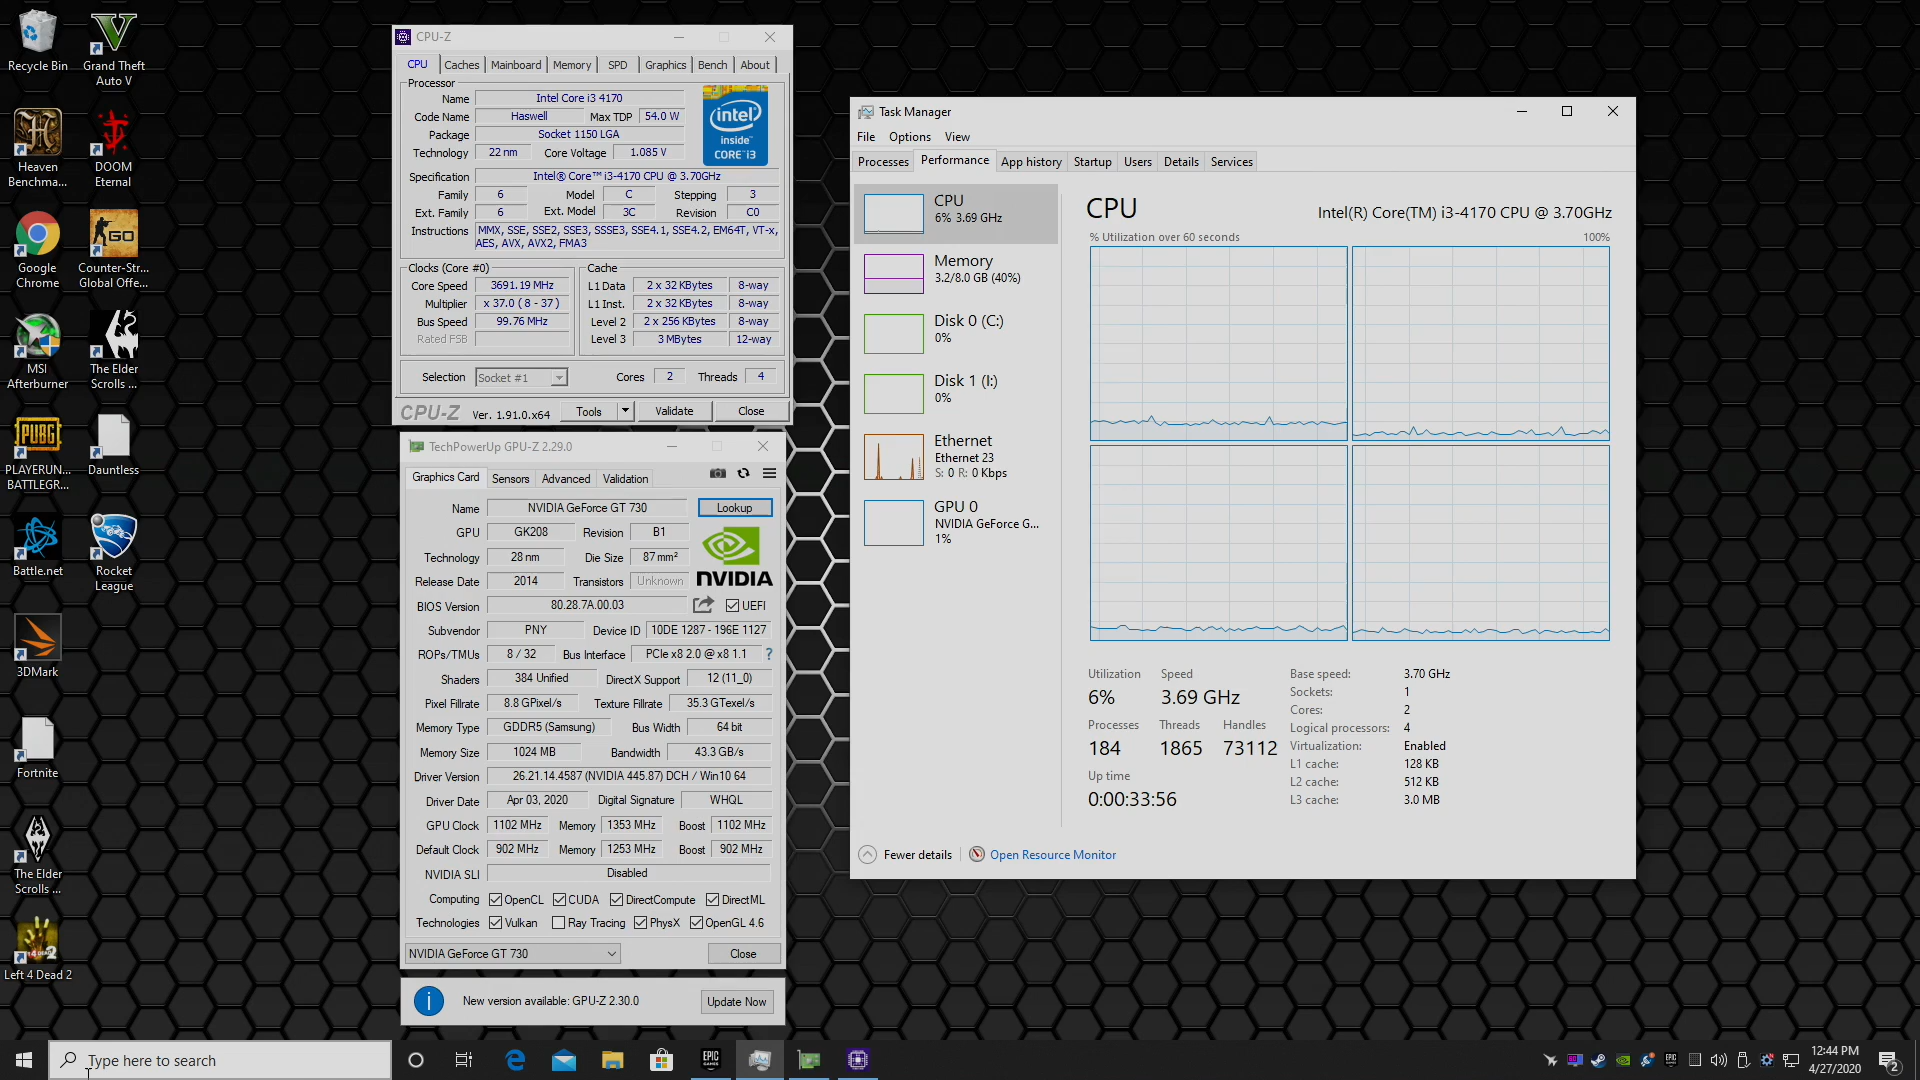 Recycle Bin
Grand Theft
Auto V
Heaven
Benchma...
DOOM
Eternal
Google
Chrome
Counter-Str...
Global Offe...
MSI
Afterburner
The Elder
Scrolls ...
PUBG
PLAYERUN...
BATTLEGR...
Dauntless
Battle.net
Rocket
League
3DMark
Fortnite
The Elder
Scrolls ...
Left 4 Dead 2
CPU-Z
CPU Caches Mainboard Memory SPD Graphics Bench About
Processor
Name Intel Core i3 4170
Code Name Haswell Max TDP 54.0 W
Package Socket 1150 LGA
Technology 22 nm Core Voltage 1.085 V
intel
inside™
CORE™i3
Specification Intel® Core™ i3-4170 CPU @ 3.70GHz
Family 6 Model C Stepping 3
Ext. Family 6 Ext. Model 3C Revision C0
Instructions MMX, SSE, SSE2, SSE3, SSSE3, SSE4.1, SSE4.2, EM64T, VT-x,
AES, AVX, AVX2, FMA3
Clocks (Core #0)
Core Speed 3691.19 MHz
Multiplier x 37.0 ( 8 - 37 )
Bus Speed 99.76 MHz
Rated FSB
Cache
L1 Data 2 x 32 KBytes 8-way
L1 Inst. 2 x 32 KBytes 8-way
Level 2 2 x 256 KBytes 8-way
Level 3 3 MBytes 12-way
Selection Socket #1 Cores 2 Threads 4
CPU-Z Ver. 1.91.0.x64 Tools Validate Close
TechPowerUp GPU-Z 2.29.0
Graphics Card Sensors Advanced Validation
Name NVIDIA GeForce GT 730 Lookup
GPU GK208 Revision B1
Technology 28 nm Die Size 87 mm²
Release Date 2014 Transistors Unknown
NVIDIA
BIOS Version 80.28.7A.00.03 UEFI
Subvendor PNY Device ID 10DE 1287 - 196E 1127
ROPs/TMUs 8 / 32 Bus Interface PCIe x8 2.0 @ x8 1.1 ?
Shaders 384 Unified DirectX Support 12 (11_0)
Pixel Fillrate 8.8 GPixel/s Texture Fillrate 35.3 GTexel/s
Memory Type GDDR5 (Samsung) Bus Width 64 bit
Memory Size 1024 MB Bandwidth 43.3 GB/s
Driver Version 26.21.14.4587 (NVIDIA 445.87) DCH / Win10 64
Driver Date Apr 03, 2020 Digital Signature WHQL
GPU Clock 1102 MHz Memory 1353 MHz Boost 1102 MHz
Default Clock 902 MHz Memory 1253 MHz Boost 902 MHz
NVIDIA SLI Disabled
Computing OpenCL CUDA DirectCompute DirectML
Technologies Vulkan Ray Tracing PhysX OpenGL 4.6
NVIDIA GeForce GT 730 Close
New version available: GPU-Z 2.30.0 Update Now
Task Manager
File Options View
Processes Performance App history Startup Users Details Services
CPU
6% 3.69 GHz
Memory
3.2/8.0 GB (40%)
Disk 0 (C:)
0%
Disk 1 (I:)
0%
Ethernet
Ethernet 23
S: 0 R: 0 Kbps
GPU 0
NVIDIA GeForce G...
1%
CPU Intel(R) Core(TM) i3-4170 CPU @ 3.70GHz
% Utilization over 60 seconds 100%
Utilization Speed
6% 3.69 GHz
Processes Threads Handles
184 1865 73112
Up time
0:00:33:56
Base speed: 3.70 GHz
Sockets: 1
Cores: 2
Logical processors: 4
Virtualization: Enabled
L1 cache: 128 KB
L2 cache: 512 KB
L3 cache: 3.0 MB
Fewer details Open Resource Monitor
Type here to search
EPIC
12:44 PM
4/27/2020
2